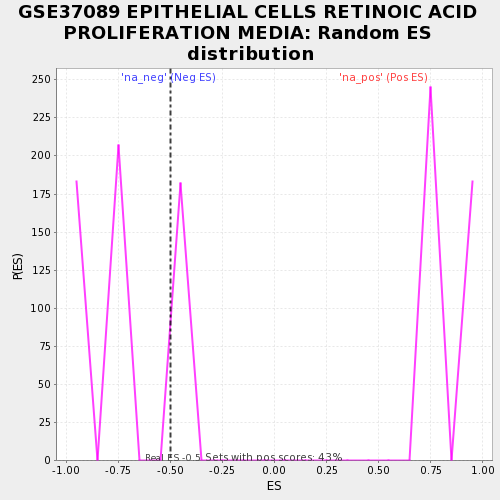 GSE37089 EPITHELIAL CELLS RETINOIC ACID
PROLIFERATION MEDIA: Random ES
distribution
'na_neg' (Neg ES)
'na_pos' (Pos ES)
250
225
200
175
150
125
100
75
50
25
0
P(ES)
Real ES -0.5
Sets with pos scores: 43%
-1.00 -0.75 -0.50 -0.25 0.00 0.25 0.50 0.75 1.00
ES